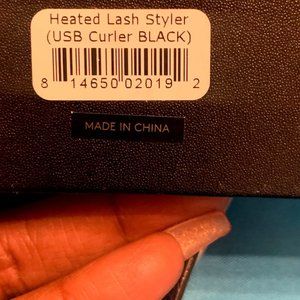 Heated Lash Styler
(USB Curler BLACK)
8 14650 02019 2
MADE IN CHINA